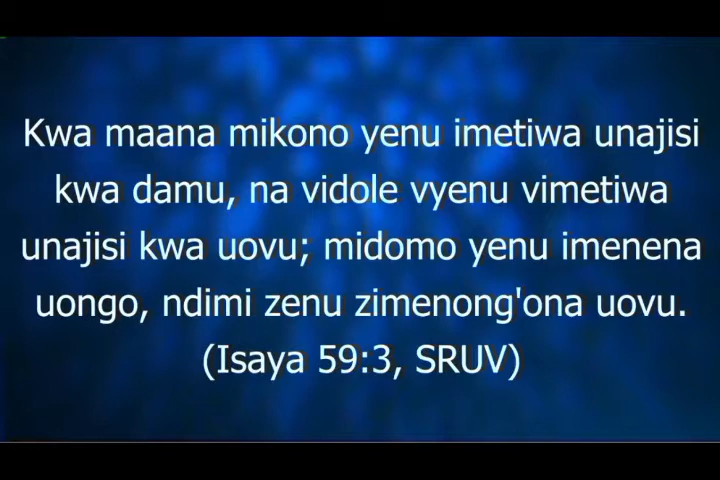 Kwa maana mikono yenu imetiwa unajisi
kwa damu, na vidole vyenu vimetiwa
unajisi kwa uovu; midomo yenu imenena
uongo, ndimi zenu zimenong'ona uovu.
(Isaya 59:3, SRUV)